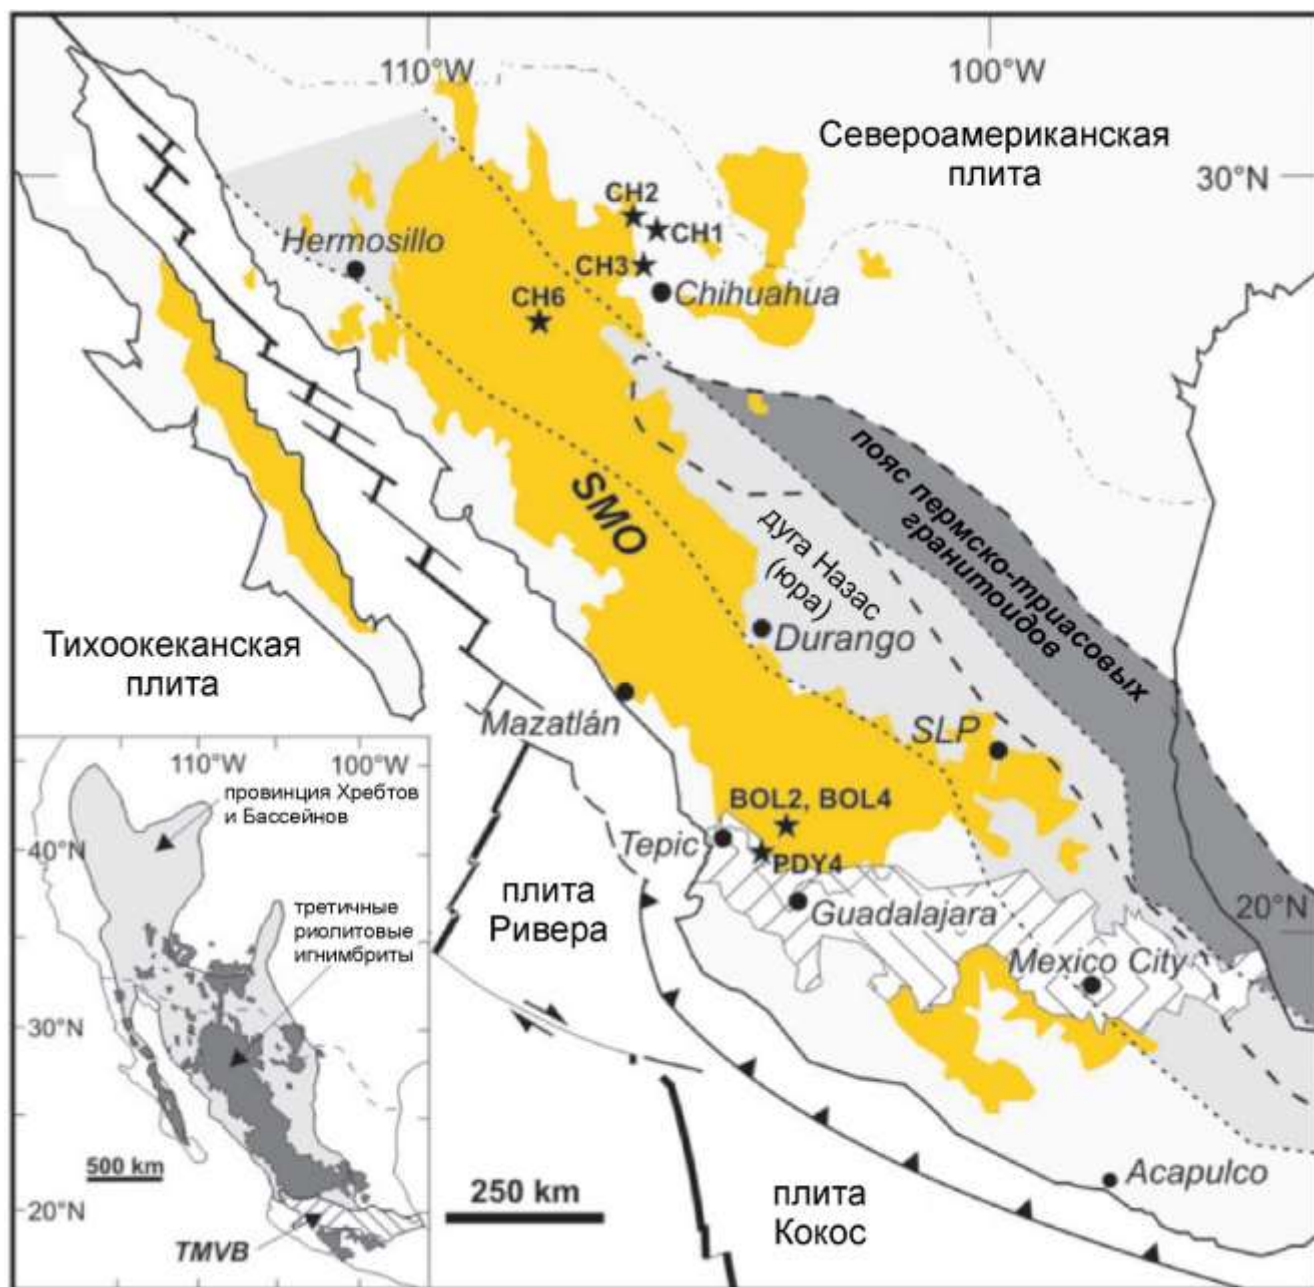 110°W
100°W
Североамериканская
плита
30°N
CH2
CH1
Hermosillo
CH3
Chihuahua
CH6
пояс пермско-триасовых
гранитоидов
SMO
дуга Назас
(юра)
Durango
Тихоокеканская
плита
Mazatlán
SLP
BOL2, BOL4
Tepic
PDY4
плита
Ривера
Guadalajara
20°N
Mexico City
110°W
100°W
провинция Хребтов
и Бассейнов
40°N
третичные
риолитовые
игнимбриты
30°N
500 km
20°N
TMVB
250 km
плита
Кокос
Acapulco